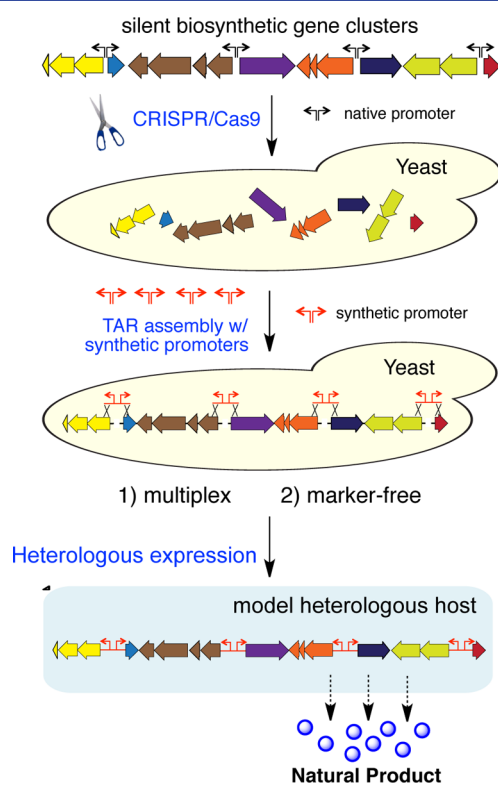 silent biosynthetic gene clusters
CRISPR/Cas9
native promoter
Yeast
TAR assembly w/
synthetic promoters
synthetic promoter
Yeast
1) multiplex 2) marker-free
Heterologous expression
model heterologous host
Natural Product